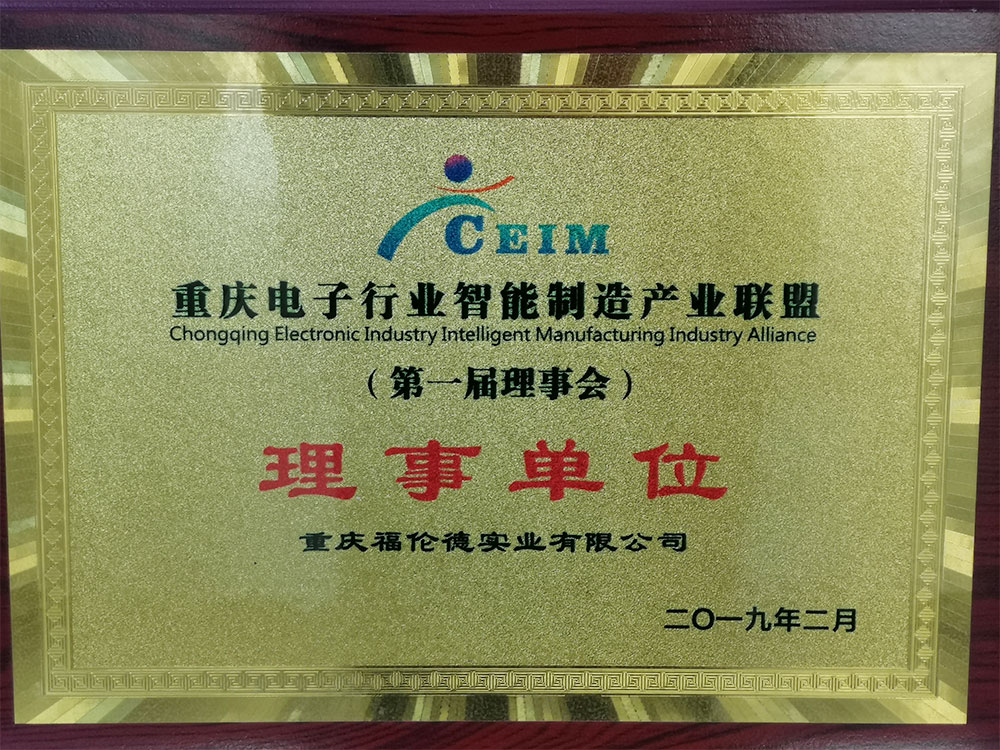 CEIM
重庆电子行业智能制造产业联盟
Chongqing Electronic Industry Intelligent Manufacturing Industry Alliance
（第一届理事会）
理事单位
重庆福伦德实业有限公司
二〇一九年二月